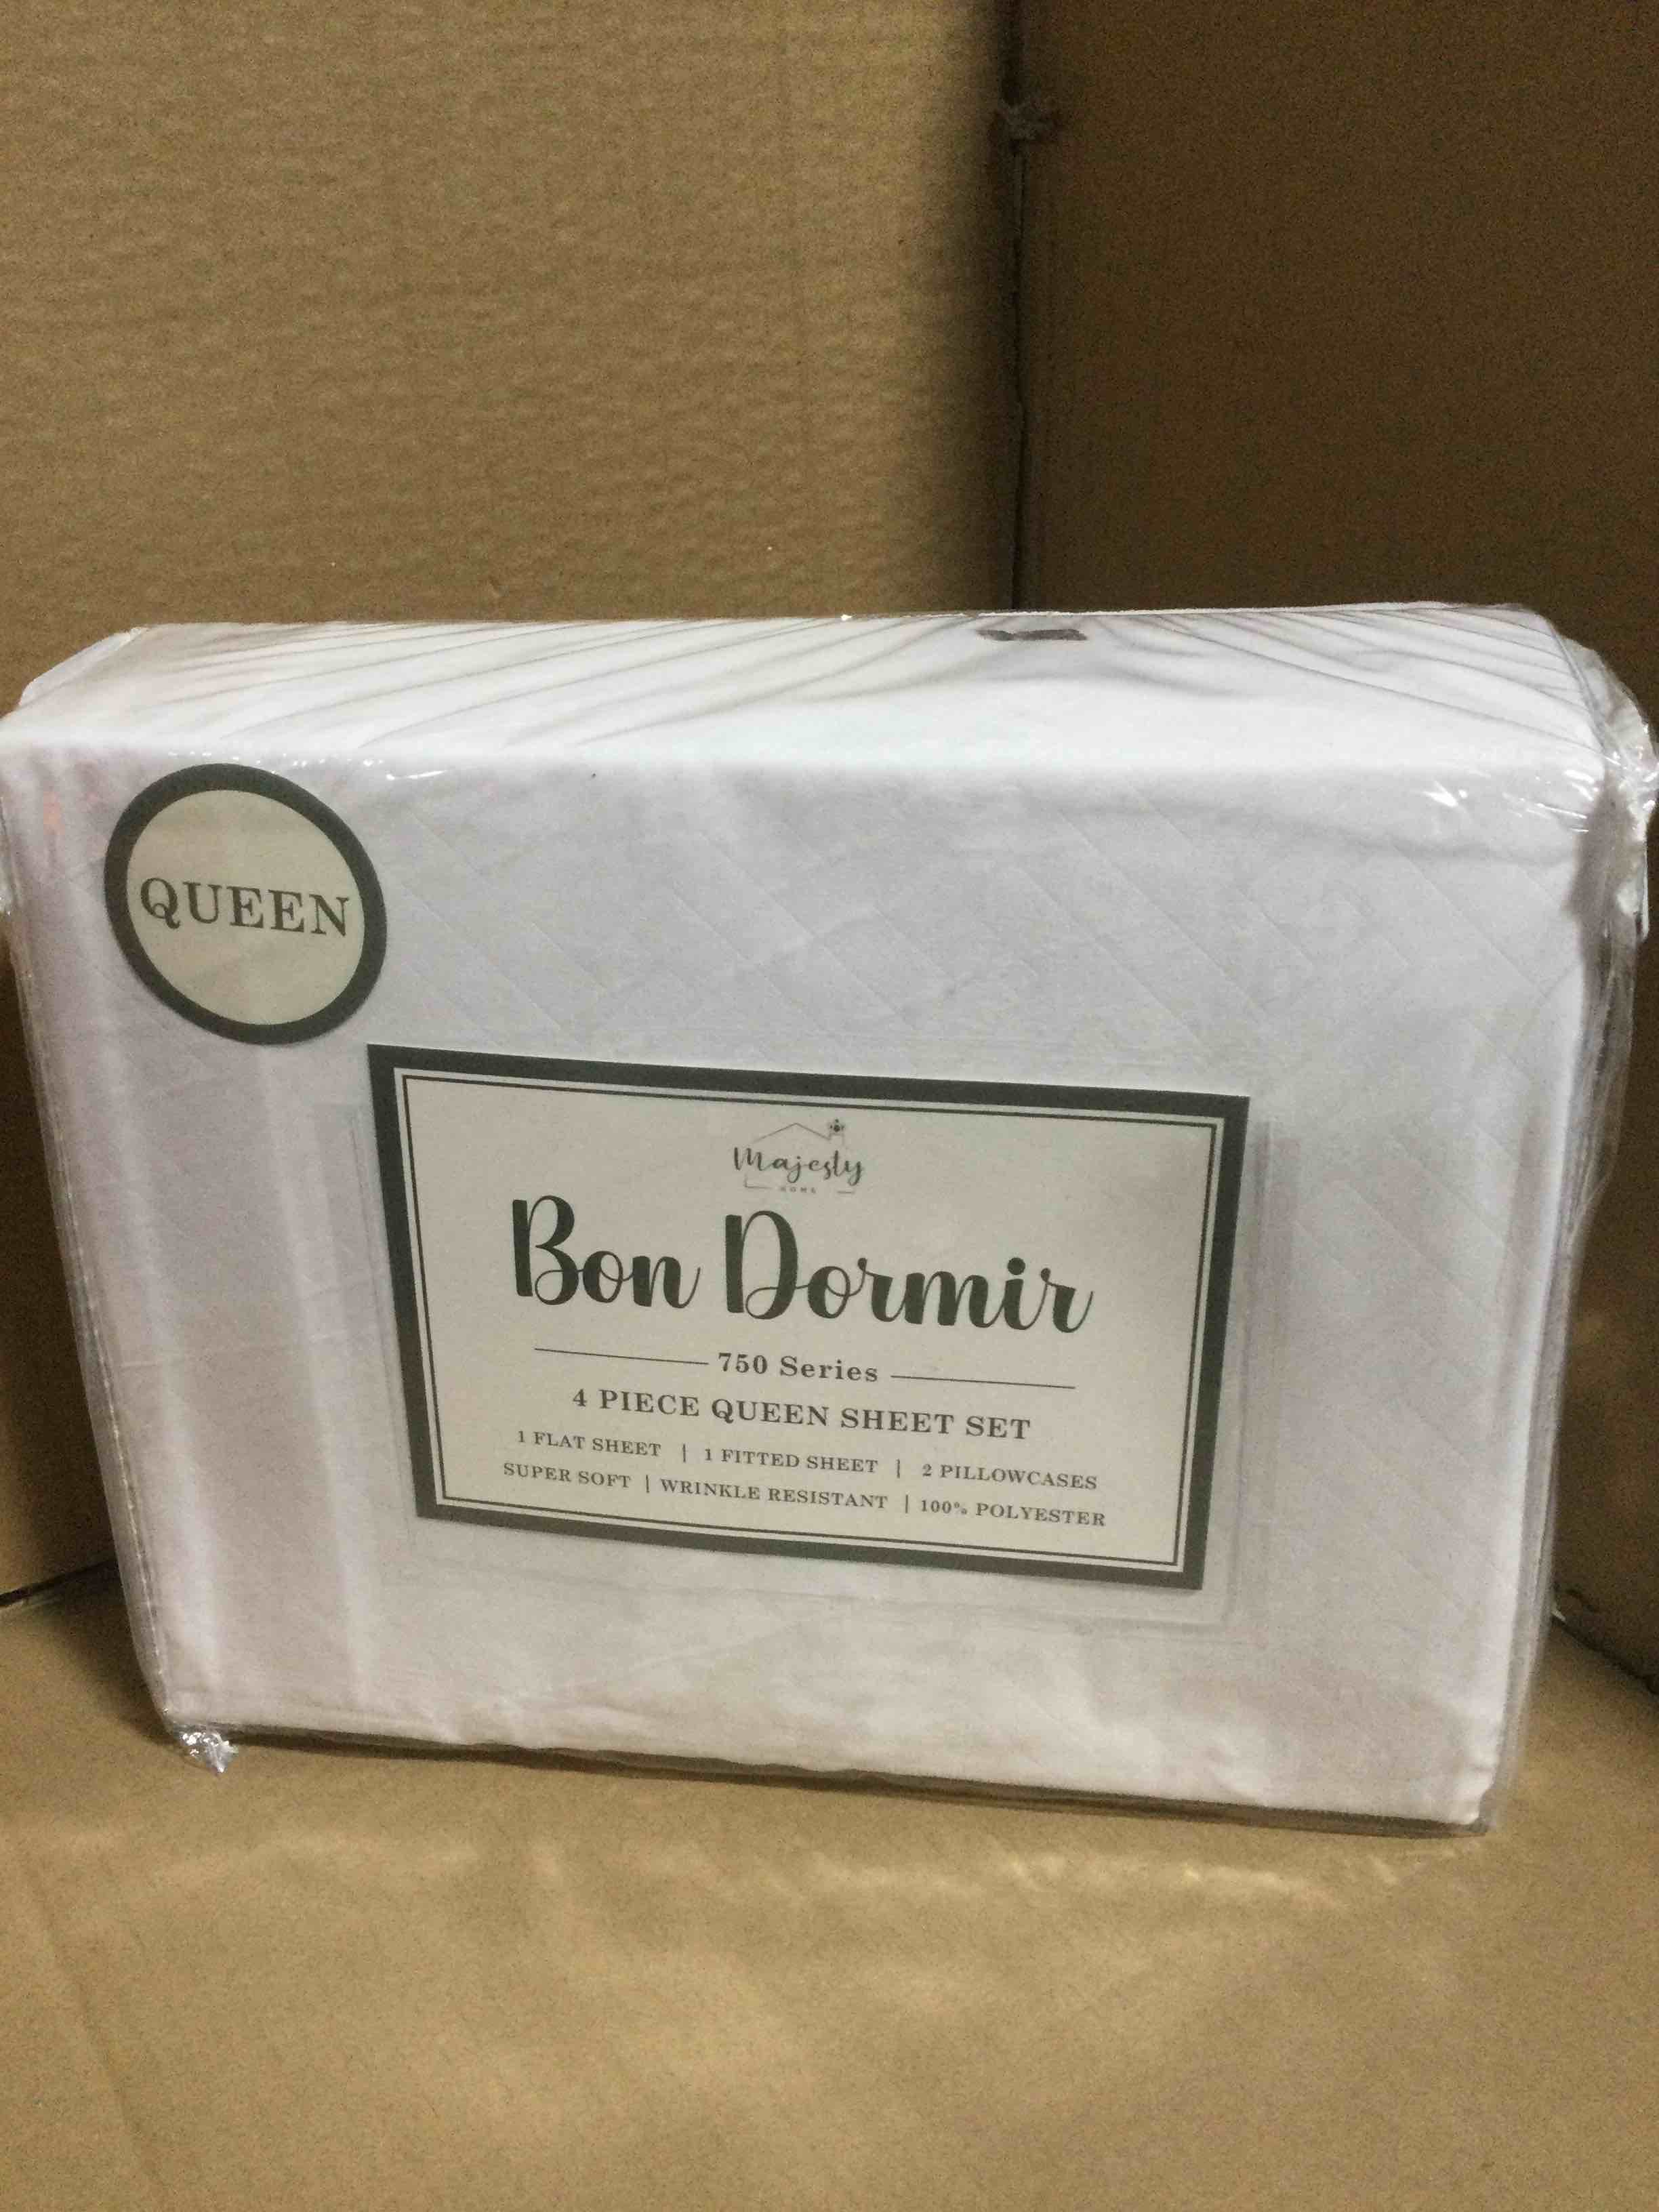 QUEEN
Majesty
HOME
Bon Dormir
750 Series
4 PIECE QUEEN SHEET SET
1 FLAT SHEET | 1 FITTED SHEET | 2 PILLOWCASES
SUPER SOFT | WRINKLE RESISTANT | 100% POLYESTER